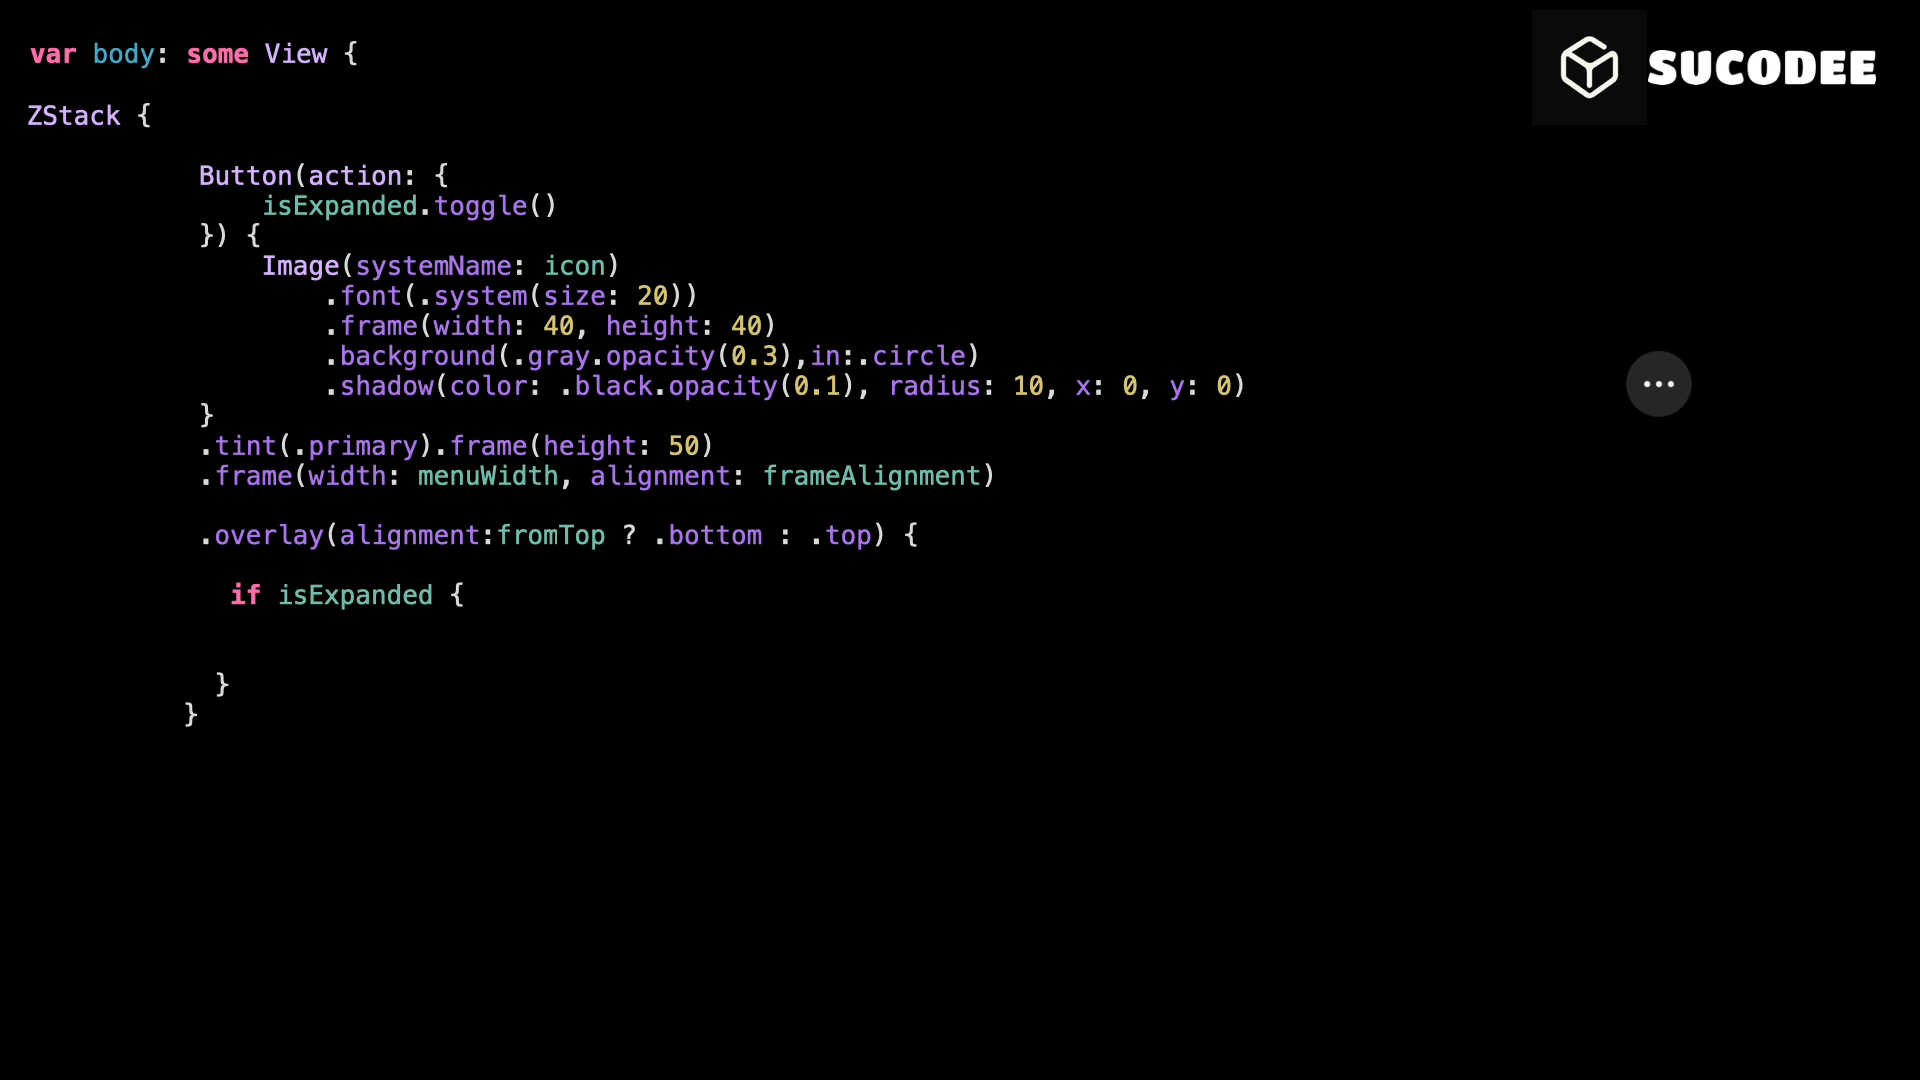 var body: some View {
SUCODEE
ZStack {
Button(action: {
isExpanded.toggle()
}) {
Image(systemName: icon)
.font(.system(size: 20))
.frame(width: 40, height: 40)
.background(.gray.opacity(0.3),in:.circle)
.shadow(color: .black.opacity(0.1), radius: 10, x: 0, y: 0)
}
.tint(.primary).frame(height: 50)
.frame(width: menuWidth, alignment: frameAlignment)
.overlay(alignment:fromTop ? .bottom : .top) {
if isExpanded {
}
}